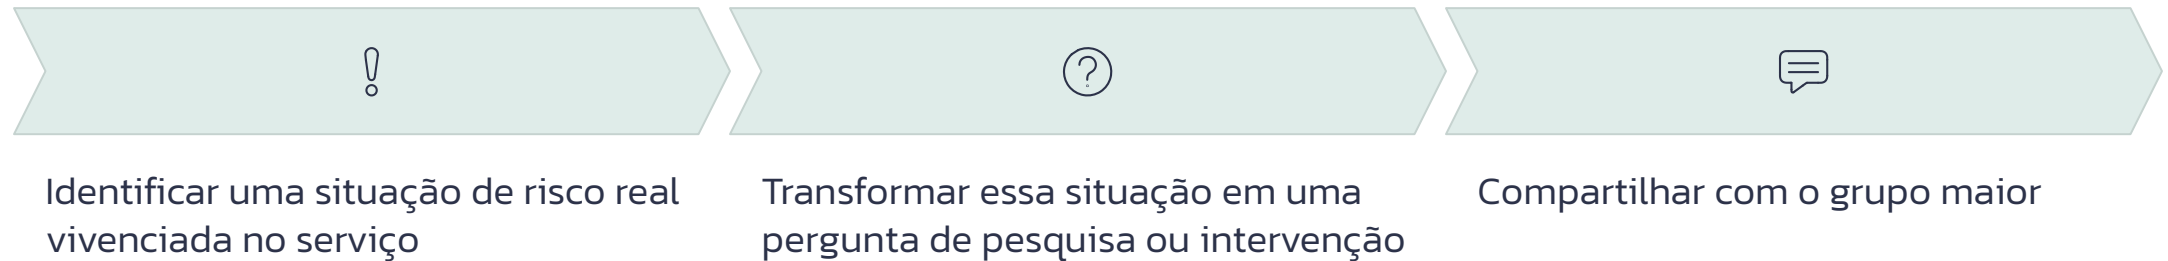 Identificar uma situação de risco real
vivenciada no serviço
Transformar essa situação em uma
pergunta de pesquisa ou intervenção
Compartilhar com o grupo maior